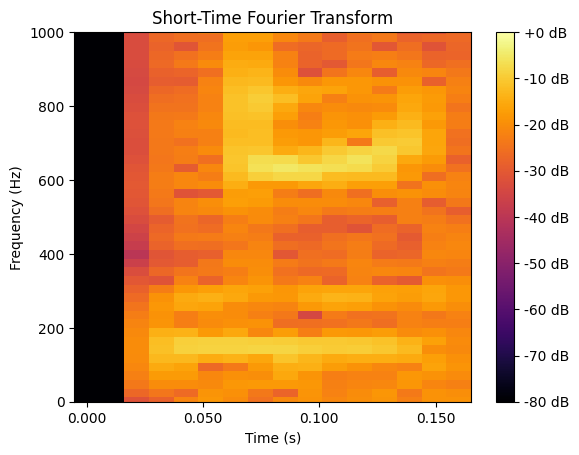 Short-Time Fourier Transform
Frequency (Hz)
1000
800
600
400
200
0
0.000
0.050
0.100
0.150
Time (s)
+0 dB
-10 dB
-20 dB
-30 dB
-40 dB
-50 dB
-60 dB
-70 dB
-80 dB